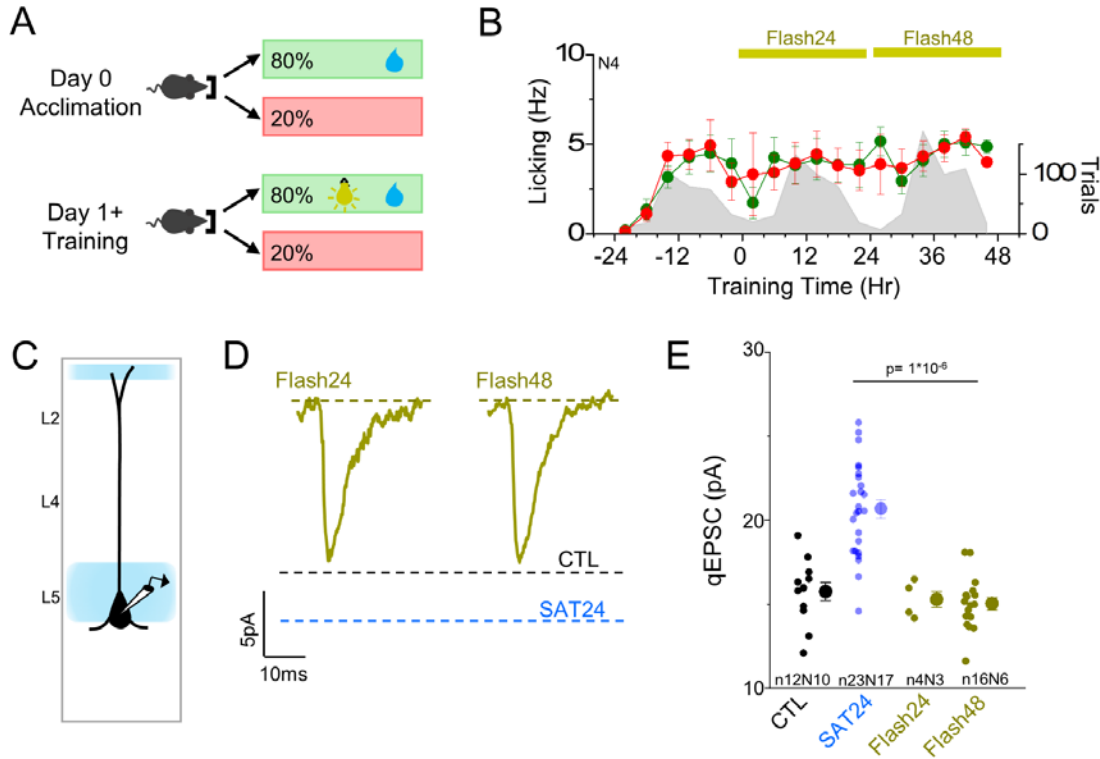 A
Day 0
Acclimation
80%
20%
Day 1+
Training
80%
20%
B
Flash24
Flash48
N4
Licking (Hz)
10
5
0
100
0
Trials
-24
-12
0
12
24
36
48
Training Time (Hr)
C
L2
L4
L5
D
Flash24
Flash48
CTL
SAT24
5pA
10ms
E
qEPSC (pA)
30
20
10
p= 1*10-6
n12N10
n23N17
n4N3
n16N6
CTL
SAT24
Flash24
Flash48